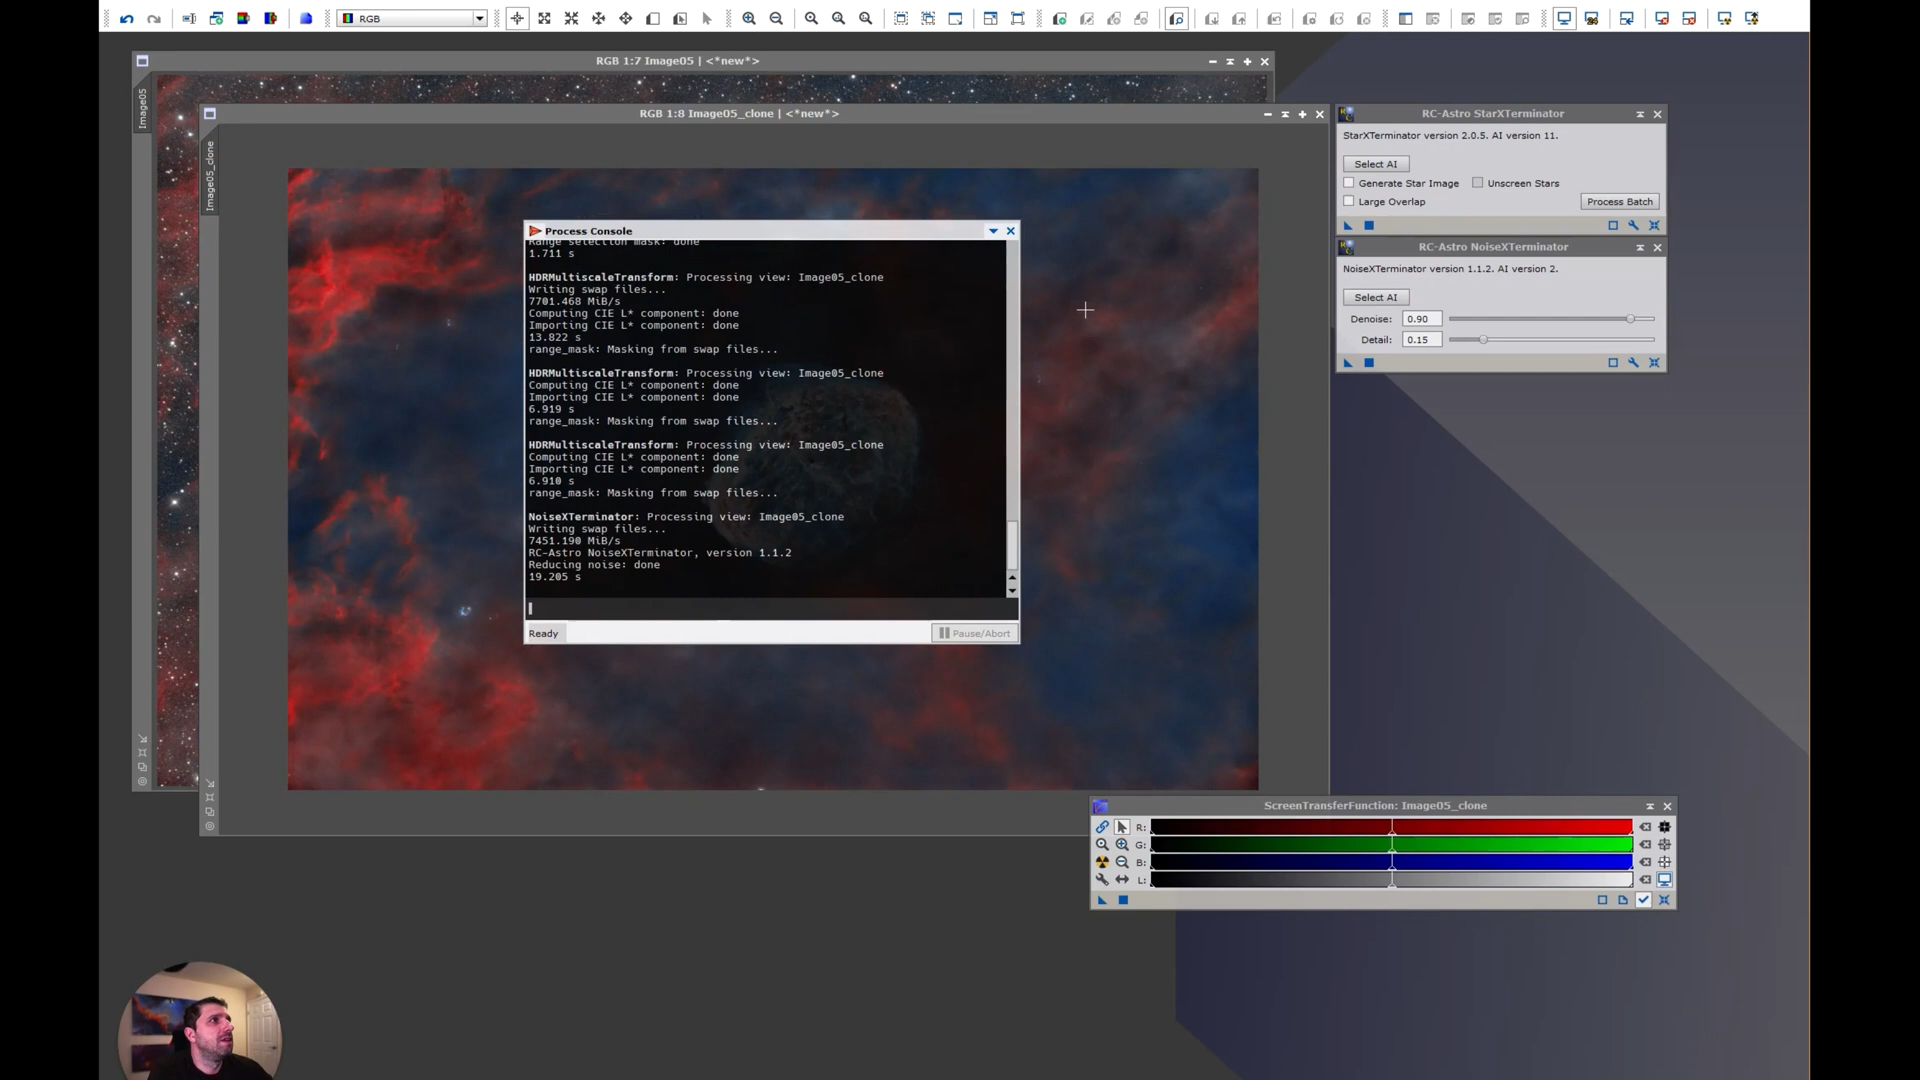 RGB
RGB 1:7 Image05 | <*new*>
Image05
RGB 1:8 Image05_clone | <*new*>
Image05_clone
Process Console
Range selection mask: done
1.711 s
HDRMultiscaleTransform: Processing view: Image05_clone
Writing swap files...
7701.468 MiB/s
Computing CIE L* component: done
Importing CIE L* component: done
13.822 s
range_mask: Masking from swap files...
HDRMultiscaleTransform: Processing view: Image05_clone
Computing CIE L* component: done
Importing CIE L* component: done
6.919 s
range_mask: Masking from swap files...
HDRMultiscaleTransform: Processing view: Image05_clone
Computing CIE L* component: done
Importing CIE L* component: done
6.910 s
range_mask: Masking from swap files...
NoiseXTerminator: Processing view: Image05_clone
Writing swap files...
7451.190 MiB/s
RC-Astro NoiseXTerminator, version 1.1.2
Reducing noise: done
19.205 s
Ready
Pause/Abort
RC-Astro StarXTerminator
StarXTerminator version 2.0.5. AI version 11.
Select AI
Generate Star Image Unscreen Stars
Large Overlap Process Batch
RC-Astro NoiseXTerminator
NoiseXTerminator version 1.1.2. AI version 2.
Select AI
Denoise: 0.90
Detail: 0.15
ScreenTransferFunction: Image05_clone
R:
G:
B:
L: